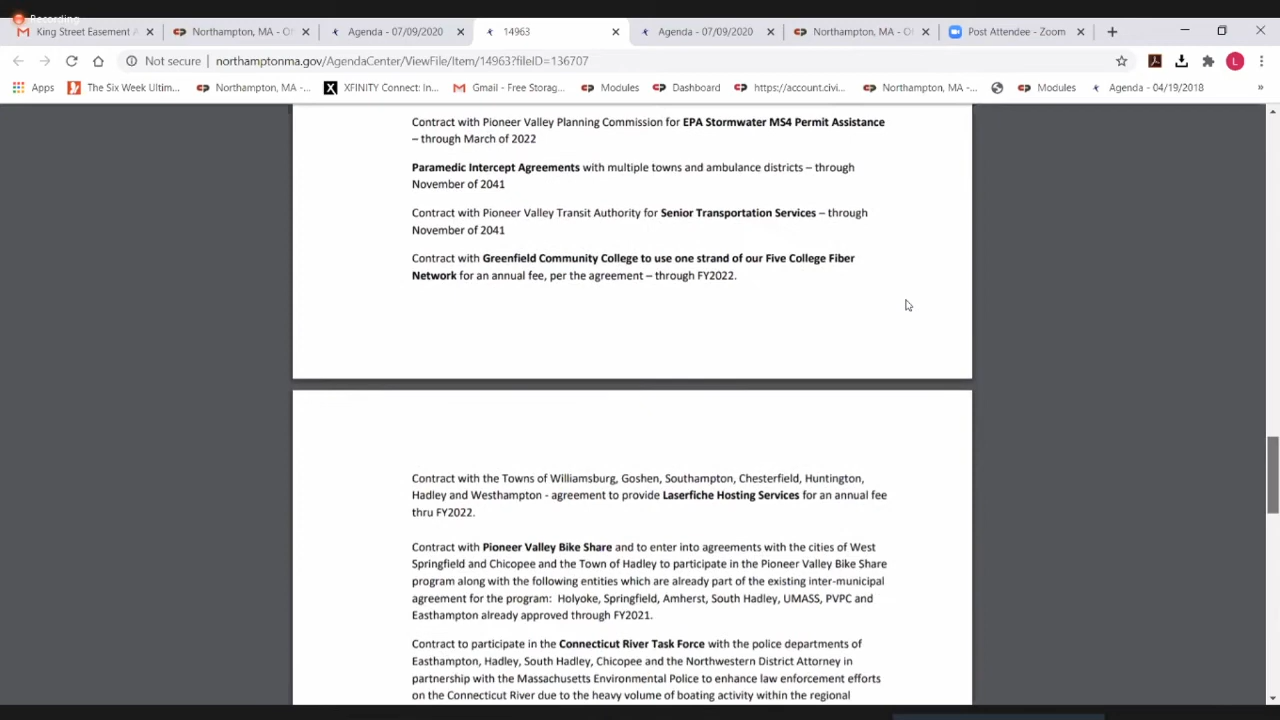 Recording
King Street Easement A
Northampton, MA - O
Agenda - 07/09/2020
14963
Agenda - 07/09/2020
Northampton, MA - O
Post Attendee - Zoom
Not secure
northamptonma.gov/AgendaCenter/ViewFile/Item/14963?fileID=136707
Apps
The Six Week Ultim...
Northampton, MA -...
XFINITY Connect: In...
Gmail - Free Storag...
Modules
Dashboard
https://account.civi...
Northampton, MA -...
Modules
Agenda - 04/19/2018
»
Contract with Pioneer Valley Planning Commission for EPA Stormwater MS4 Permit Assistance
– through March of 2022
Paramedic Intercept Agreements with multiple towns and ambulance districts – through
November of 2041
Contract with Pioneer Valley Transit Authority for Senior Transportation Services – through
November of 2041
Contract with Greenfield Community College to use one strand of our Five College Fiber
Network for an annual fee, per the agreement – through FY2022.
Contract with the Towns of Williamsburg, Goshen, Southampton, Chesterfield, Huntington,
Hadley and Westhampton - agreement to provide Laserfiche Hosting Services for an annual fee
thru FY2022.
Contract with Pioneer Valley Bike Share and to enter into agreements with the cities of West
Springfield and Chicopee and the Town of Hadley to participate in the Pioneer Valley Bike Share
program along with the following entities which are already part of the existing inter-municipal
agreement for the program: Holyoke, Springfield, Amherst, South Hadley, UMASS, PVPC and
Easthampton already approved through FY2021.
Contract to participate in the Connecticut River Task Force with the police departments of
Easthampton, Hadley, South Hadley, Chicopee and the Northwestern District Attorney in
partnership with the Massachusetts Environmental Police to enhance law enforcement efforts
on the Connecticut River due to the heavy volume of boating activity within the regional